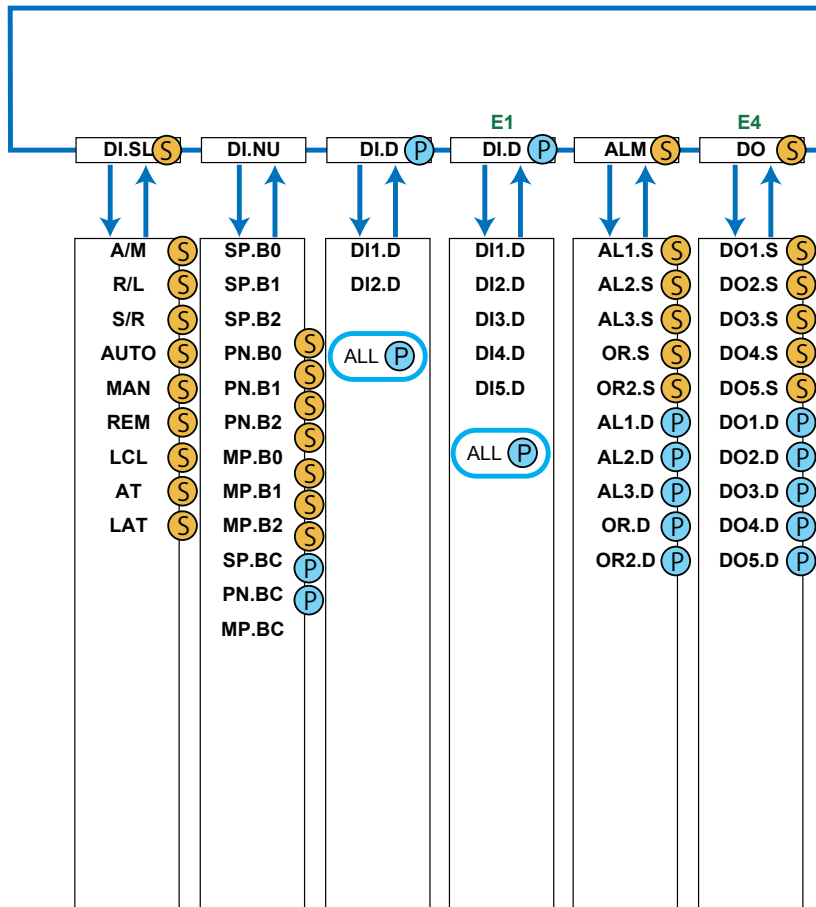 E1 E4
DI.SL S DI.NU DI.D P DI.D P ALM S DO S
A/M S
R/L S
S/R S
AUTO S
MAN S
REM S
LCL S
AT S
LAT S
SP.B0
SP.B1
SP.B2
PN.B0 S
PN.B1 S
PN.B2 S
MP.B0 S
MP.B1 S
MP.B2 S
SP.BC S
PN.BC P
MP.BC P
DI1.D
DI2.D
ALL P
DI1.D
DI2.D
DI3.D
DI4.D
DI5.D
ALL P
AL1.S S
AL2.S S
AL3.S S
OR.S S
OR2.S S
AL1.D P
AL2.D P
AL3.D P
OR.D P
OR2.D P
DO1.S S
DO2.S S
DO3.S S
DO4.S S
DO5.S S
DO1.D P
DO2.D P
DO3.D P
DO4.D P
DO5.D P